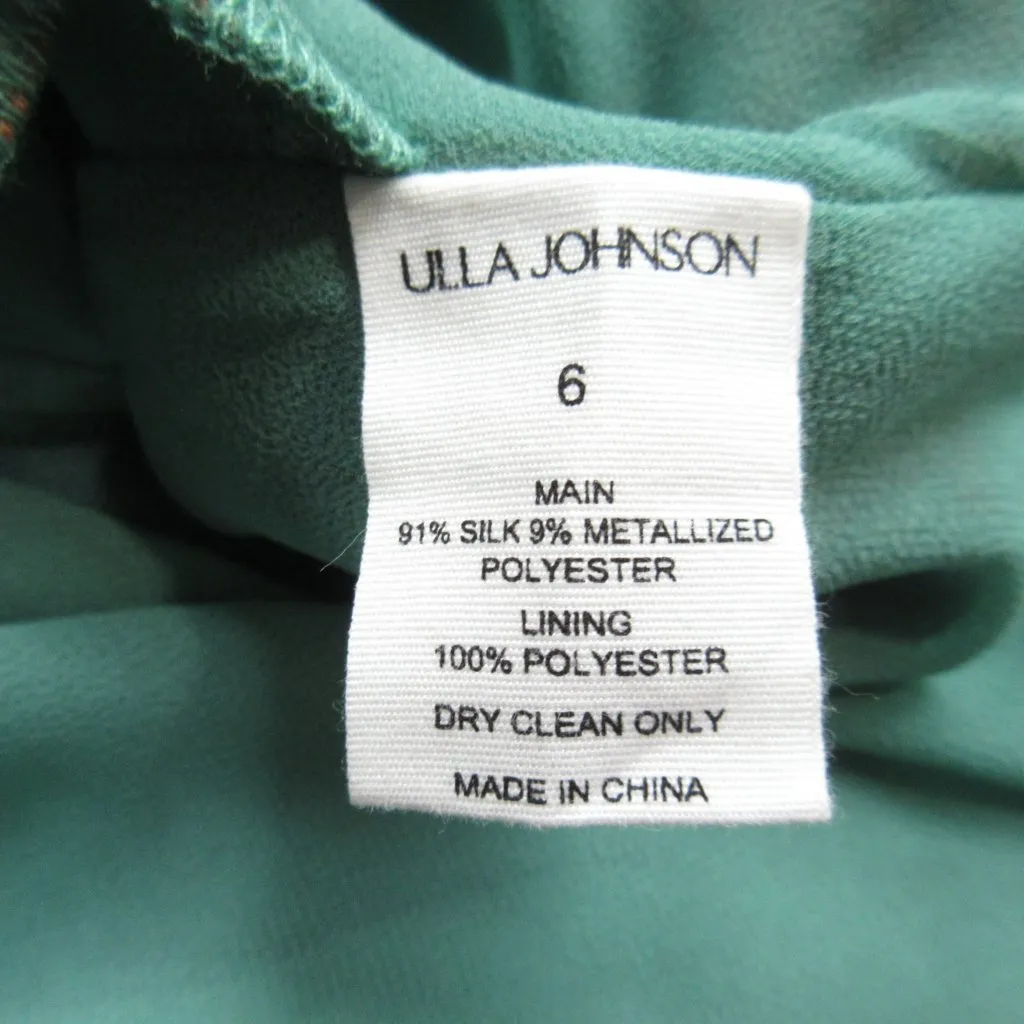 ULLA JOHNSON
6
MAIN
91% SILK 9% METALLIZED
POLYESTER
LINING
100% POLYESTER
DRY CLEAN ONLY
MADE IN CHINA